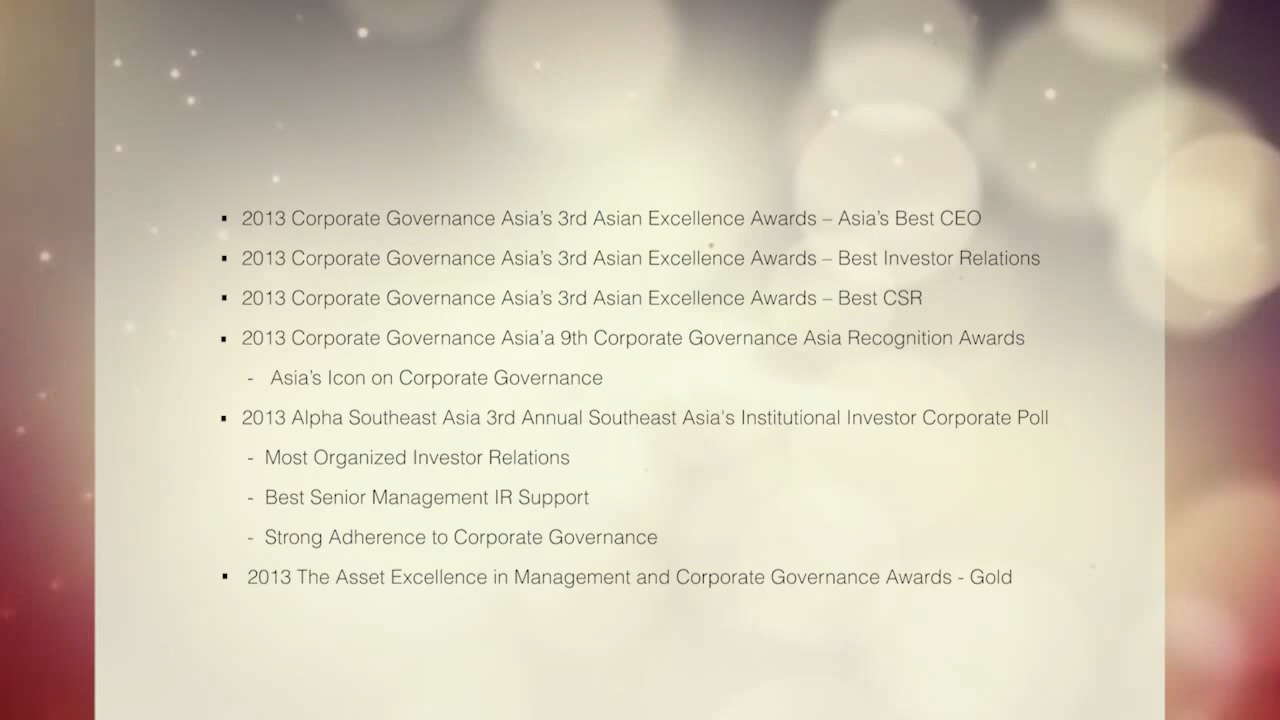 ▪ 2013 Corporate Governance Asia’s 3rd Asian Excellence Awards – Asia’s Best CEO
▪ 2013 Corporate Governance Asia’s 3rd Asian Excellence Awards – Best Investor Relations
▪ 2013 Corporate Governance Asia’s 3rd Asian Excellence Awards – Best CSR
▪ 2013 Corporate Governance Asia’a 9th Corporate Governance Asia Recognition Awards
- Asia’s Icon on Corporate Governance
▪ 2013 Alpha Southeast Asia 3rd Annual Southeast Asia's Institutional Investor Corporate Poll
- Most Organized Investor Relations
- Best Senior Management IR Support
- Strong Adherence to Corporate Governance
▪ 2013 The Asset Excellence in Management and Corporate Governance Awards - Gold